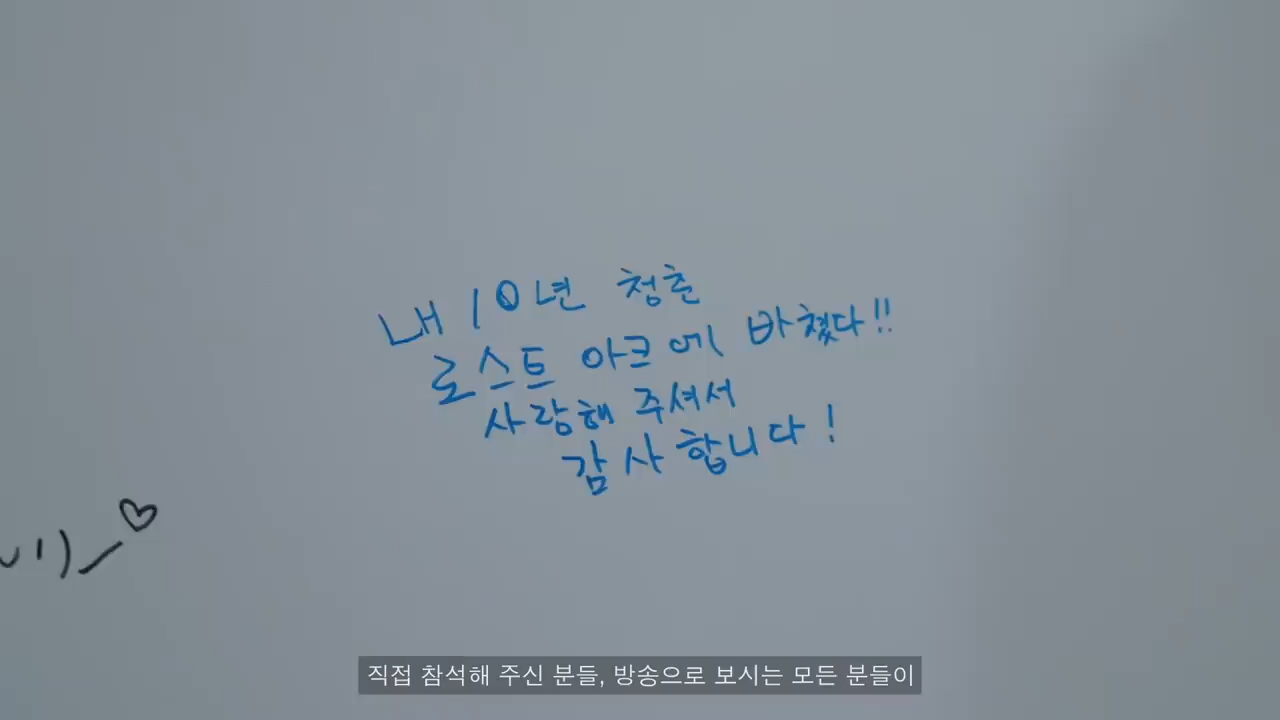 내 10년 청춘
로스트아크에 바쳤다!!
사랑해 주셔서
감사합니다!
직접 참석해 주신 분들, 방송으로 보시는 모든 분들이